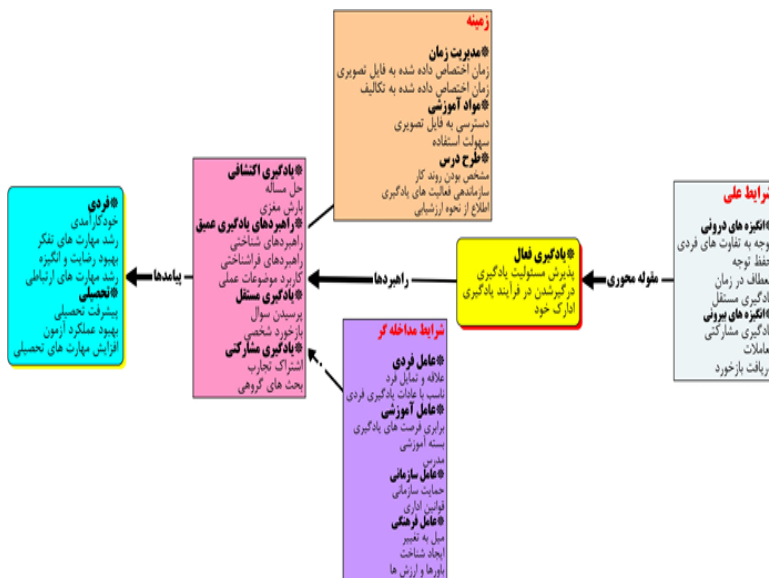 شرایط علی
*انگیزه های درونی
توجه به تفاوت های فردی
حفظ توجه
انعطاف در زمان
یادگیری مستقل
*انگیزه های بیرونی
یادگیری مشارکتی
تعاملات
دریافت بازخورد
مقوله محوری
*یادگیری فعال
پذیرش مسئولیت یادگیری
درگیرشدن در فرآیند یادگیری
ادارک خود
راهبردها
زمینه
*مدیریت زمان
زمان اختصاص داده شده به فایل تصویری
زمان اختصاص داده شده به تکالیف
*مواد آموزشی
دسترسی به فایل تصویری
سهولت استفاده
*طرح درس
مشخص بودن روند کار
سازماندهی فعالیت های یادگیری
اطلاع از نحوه ارزشیابی
شرایط مداخله گر
*عامل فردی
علاقه و تمایل فرد
تناسب با عادات یادگیری فردی
*عامل آموزشی
برابری فرصت های یادگیری
بسته آموزشی
مدرس
*عامل سازمانی
حمایت سازمانی
قوانین اداری
*عامل فرهنگی
میل به تغییر
ایجاد شناخت
باورها و ارزش ها
*یادگیری اکتشافی
حل مساله
بارش مغزی
*راهبردهای یادگیری عمیق
راهبردهای شناختی
راهبردهای فراشناختی
کاربرد موضوعات عملی
*یادگیری مستقل
پرسیدن سوال
بازخورد شخصی
*یادگیری مشارکتی
اشتراک تجارب
بحث های گروهی
پیامدها
*فردی
خودکارآمدی
رشد مهارت های تفکر
بهبود رضایت و انگیزه
رشد مهارت های ارتباطی
*تحصیلی
پیشرفت تحصیلی
بهبود عملکرد آزمون
افزایش مهارت های تحصیلی